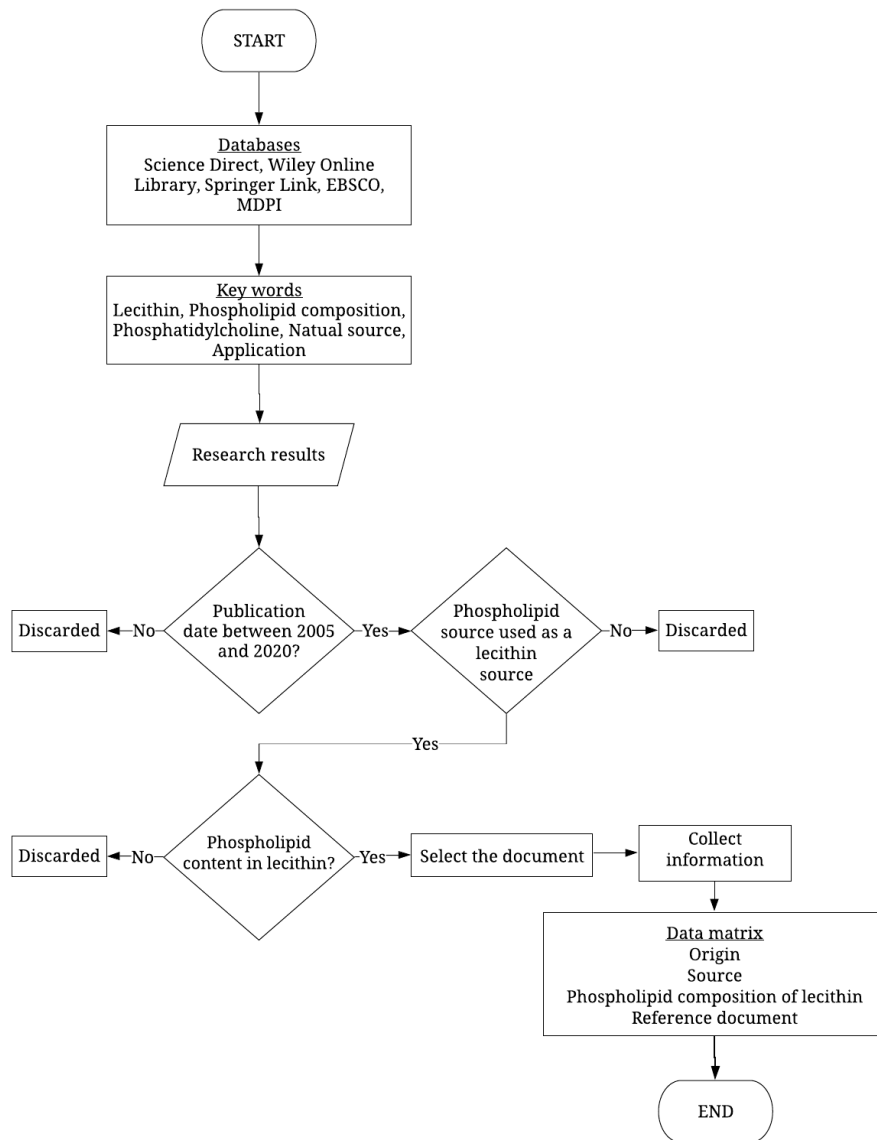 START
Databases
Science Direct, Wiley Online
Library, Springer Link, EBSCO,
MDPI
Key words
Lecithin, Phospholipid composition,
Phosphatidylcholine, Natual source,
Application
Research results
Publication
date between 2005
and 2020?
Discarded
No
Yes
Phospholipid
source used as a
lecithin
source
No
Discarded
Yes
Phospholipid
content in lecithin?
Discarded
No
Yes
Select the document
Collect
information
Data matrix
Origin
Source
Phospholipid composition of lecithin
Reference document
END